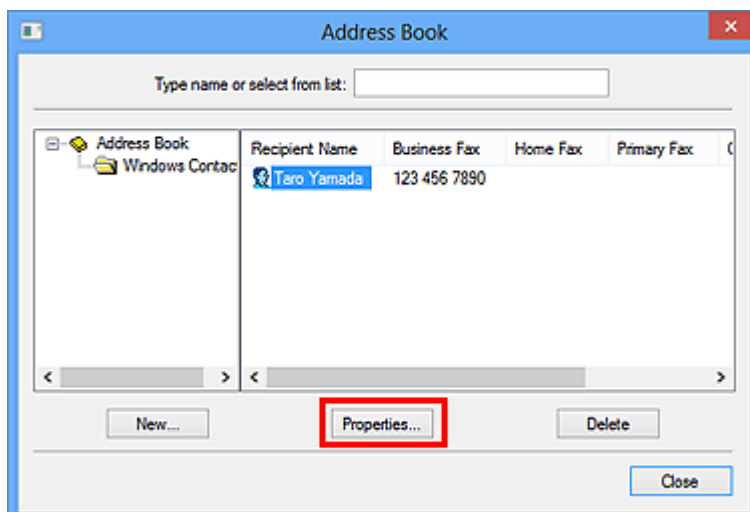 Address Book
Type name or select from list:
Address Book
Windows Contac
Recipient Name Business Fax Home Fax Primary Fax
Taro Yamada 123 456 7890
New... Properties... Delete
Close